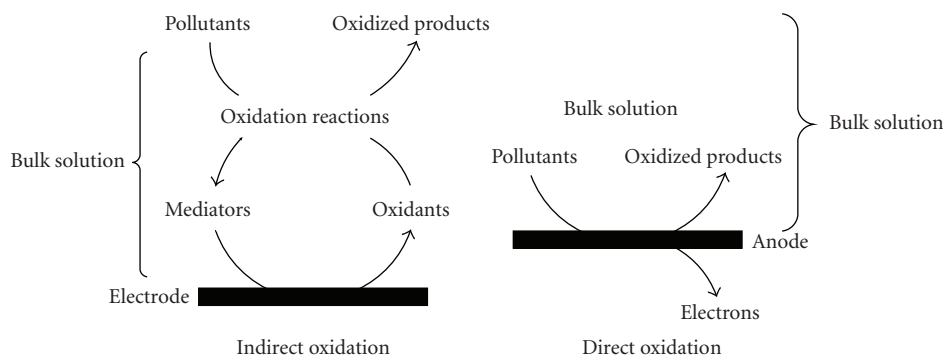 Pollutants
Oxidized products
Oxidation reactions
Bulk solution
Mediators
Oxidants
Electrode
Indirect oxidation
Bulk solution
Pollutants
Oxidized products
Bulk solution
Anode
Electrons
Direct oxidation